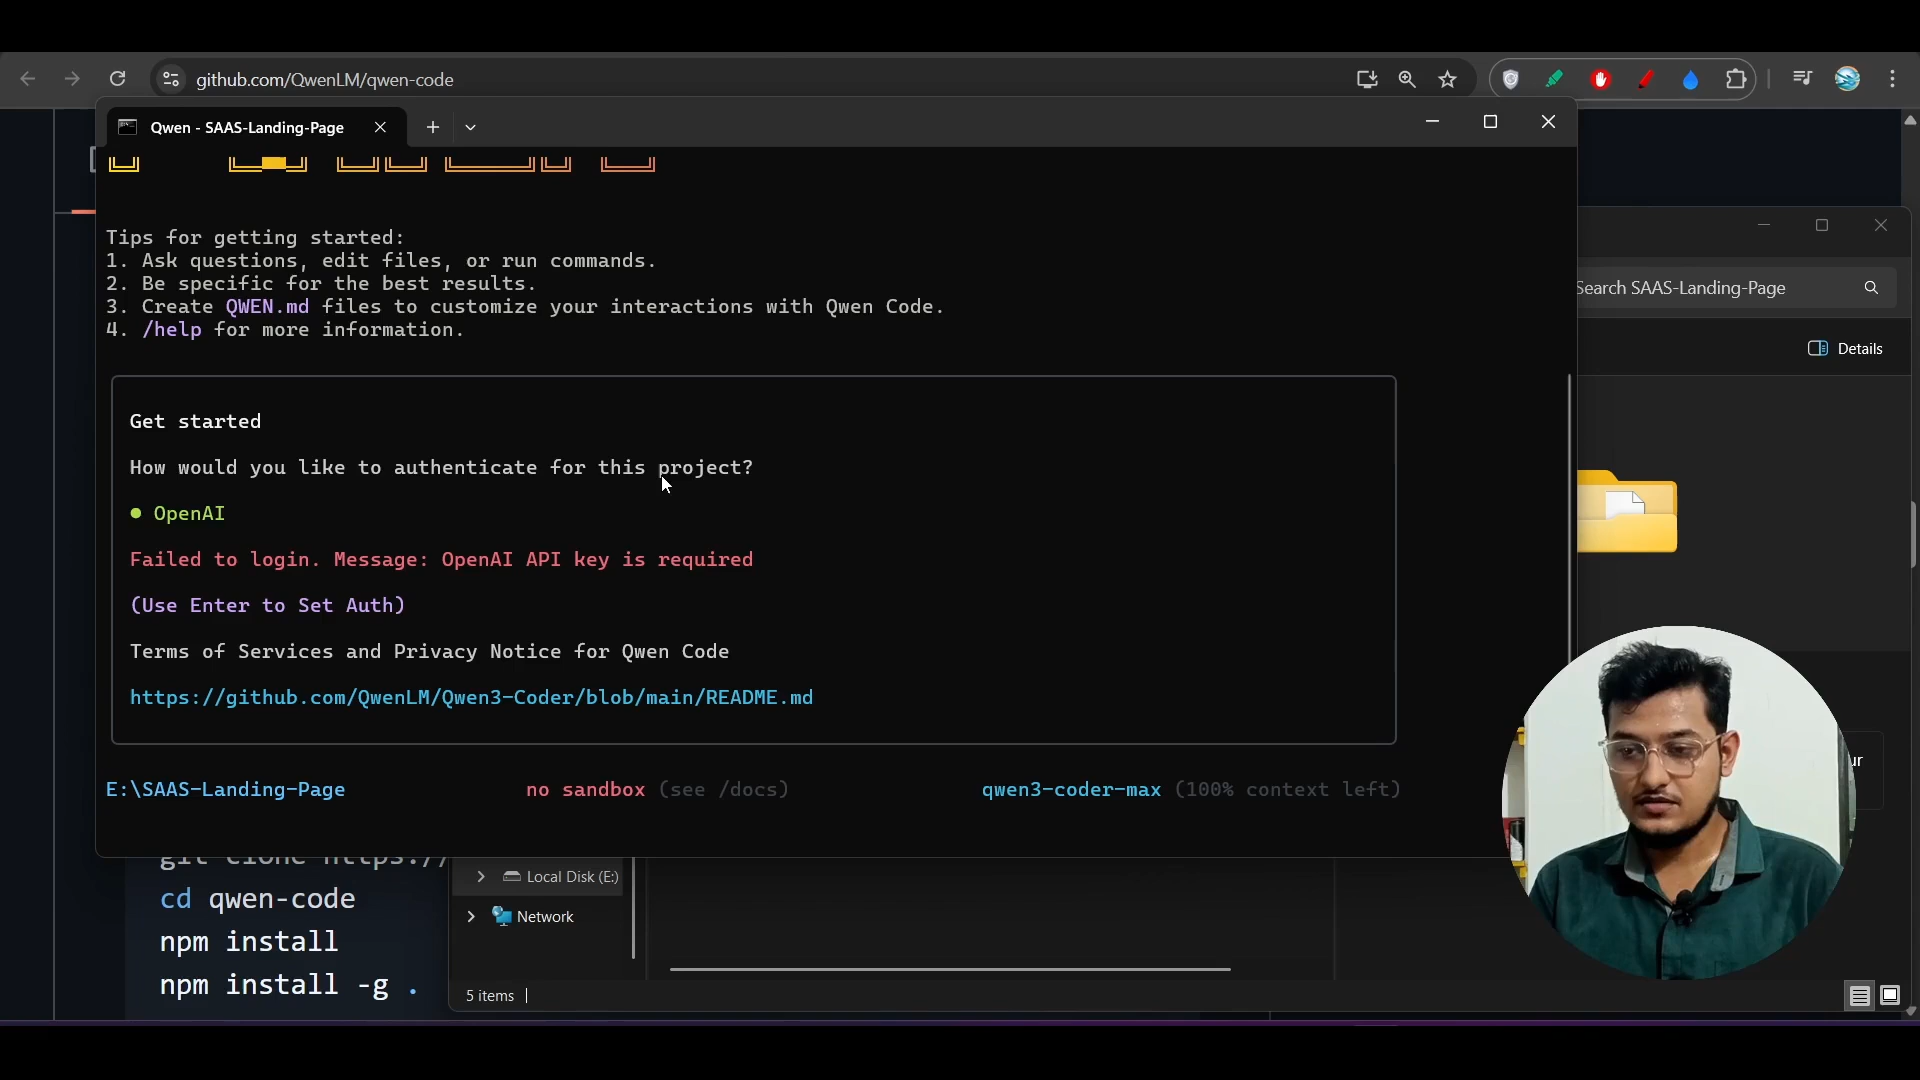 github.com/QwenLM/qwen-code
Qwen - SAAS-Landing-Page
Tips for getting started:
1. Ask questions, edit files, or run commands.
2. Be specific for the best results.
3. Create QWEN.md files to customize your interactions with Qwen Code.
4. /help for more information.
Search SAAS-Landing-Page
Details
Get started
How would you like to authenticate for this project?
● OpenAI
Failed to login. Message: OpenAI API key is required
(Use Enter to Set Auth)
Terms of Services and Privacy Notice for Qwen Code
https://github.com/QwenLM/Qwen3-Coder/blob/main/README.md
E:\SAAS-Landing-Page no sandbox (see /docs) qwen3-coder-max (100% context left)
git clone https://
cd qwen-code
npm install
npm install -g .
Local Disk (E:)
Network
5 items